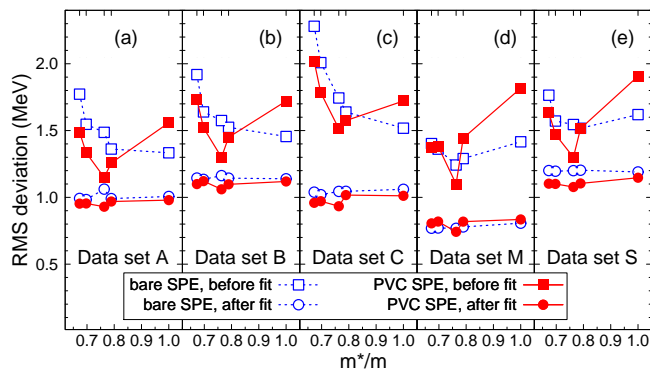 (a) (b) (c) (d) (e)
RMS deviation (MeV)
2.0
1.5
1.0
0.5
Data set A Data set B Data set C Data set M Data set S
bare SPE, before fit PVC SPE, before fit
bare SPE, after fit PVC SPE, after fit
0.7 0.8 0.9 1.0 0.7 0.8 0.9 1.0 0.7 0.8 0.9 1.0 0.7 0.8 0.9 1.0 0.7 0.8 0.9 1.0
m*/m